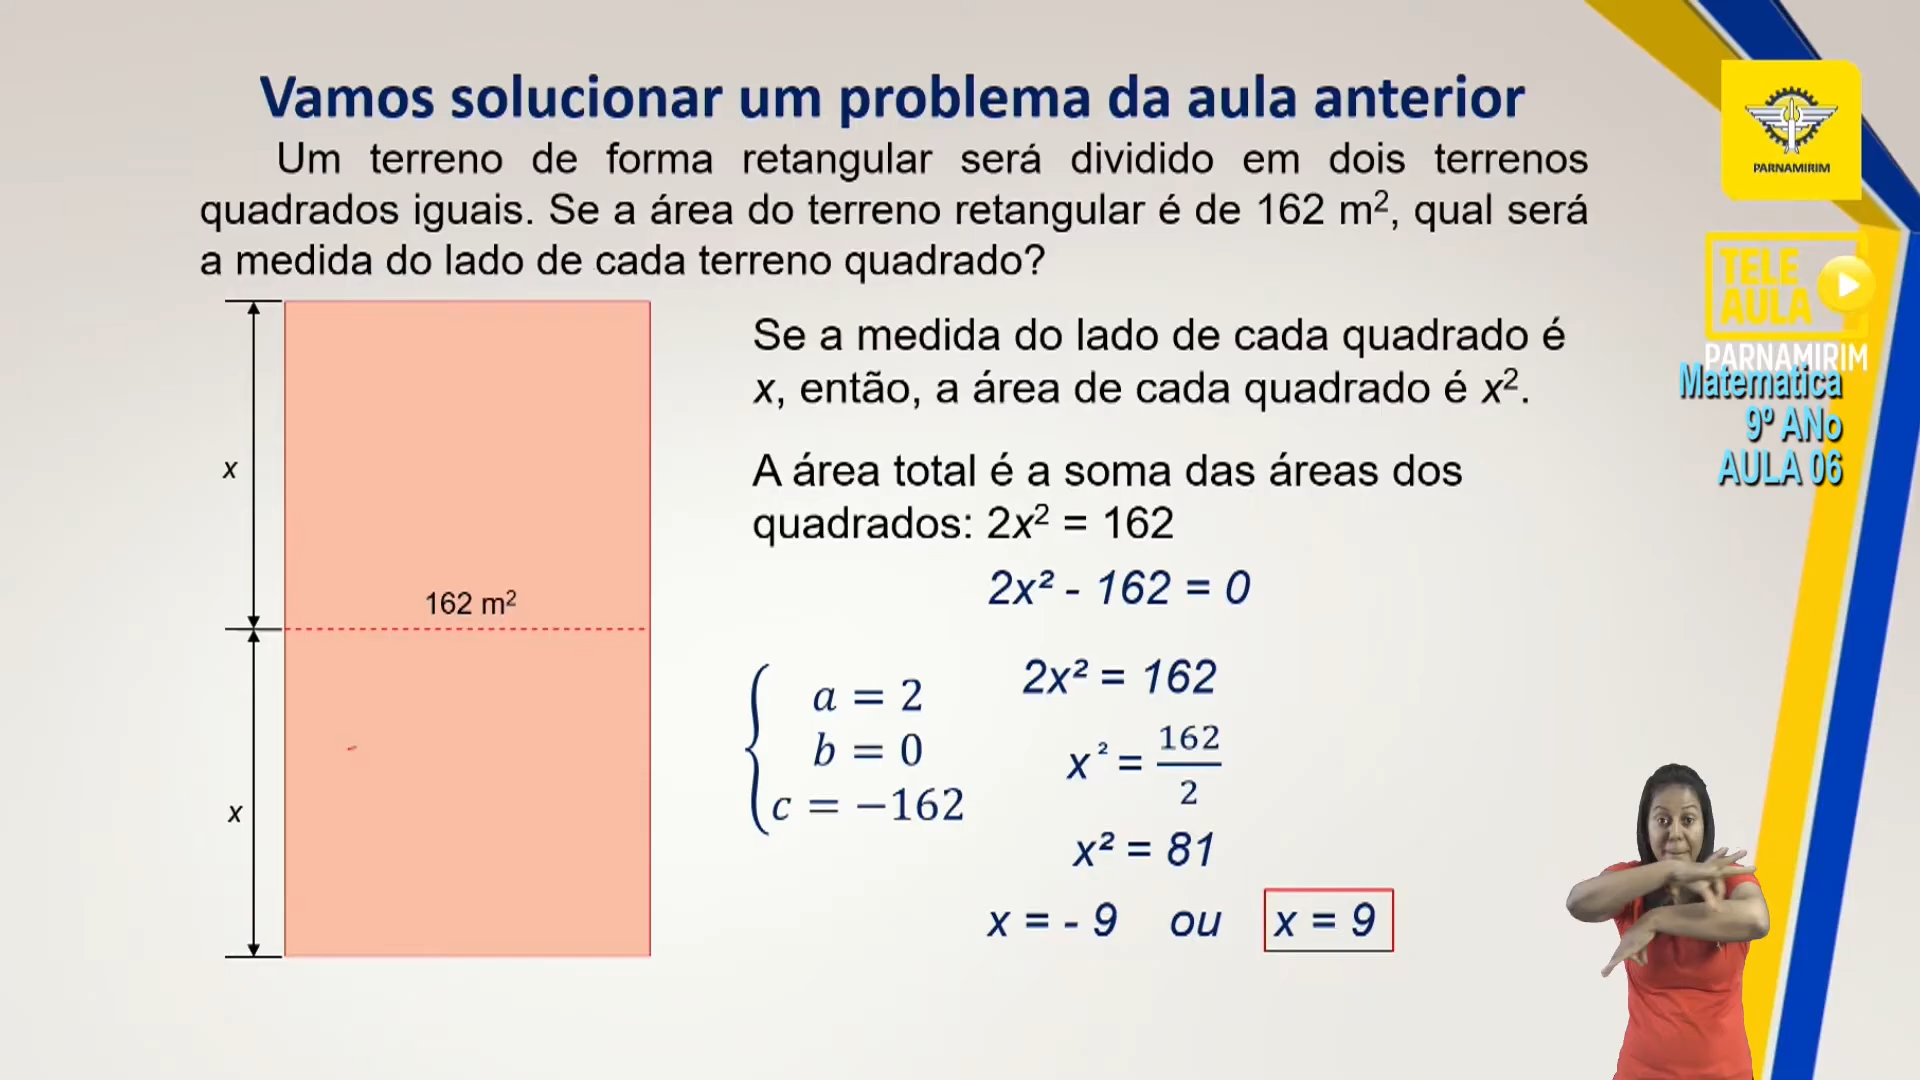 Vamos solucionar um problema da aula anterior
Um terreno de forma retangular será dividido em dois terrenos
quadrados iguais. Se a área do terreno retangular é de 162 m², qual será
a medida do lado de cada terreno quadrado?
x
x
162 m²
Se a medida do lado de cada quadrado é
x, então, a área de cada quadrado é x².
A área total é a soma das áreas dos
quadrados: 2x² = 162
2x² - 162 = 0
a = 2
b = 0
c = −162
2x² = 162
x² = 162/2
x² = 81
x = - 9 ou x = 9
PARNAMIRIM
TELE
AULA
PARNAMIRIM
Matematica
9º ANo
AULA 06